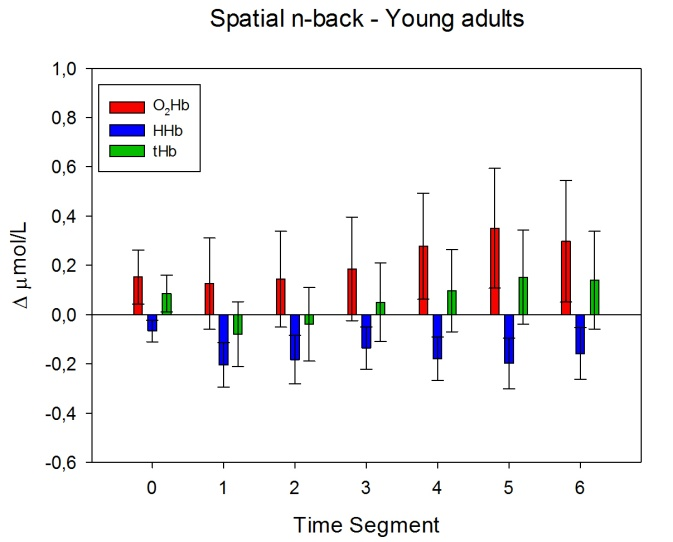 Spatial n-back - Young adults
1,0
0,8
0,6
0,4
0,2
0,0
-0,2
-0,4
-0,6
Δ μmol/L
O₂Hb
HHb
tHb
0 1 2 3 4 5 6
Time Segment